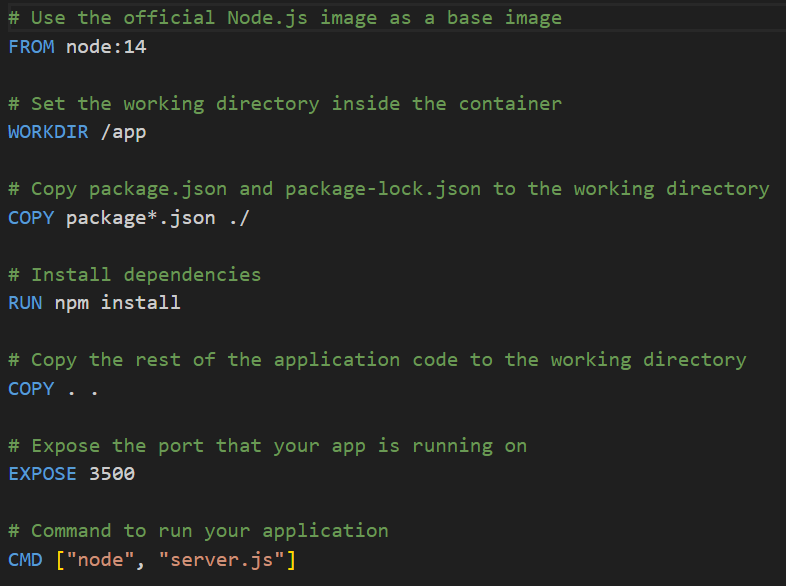 # Use the official Node.js image as a base image
FROM node:14
# Set the working directory inside the container
WORKDIR /app
# Copy package.json and package-lock.json to the working directory
COPY package*.json ./
# Install dependencies
RUN npm install
# Copy the rest of the application code to the working directory
COPY . .
# Expose the port that your app is running on
EXPOSE 3500
# Command to run your application
CMD ["node", "server.js"]